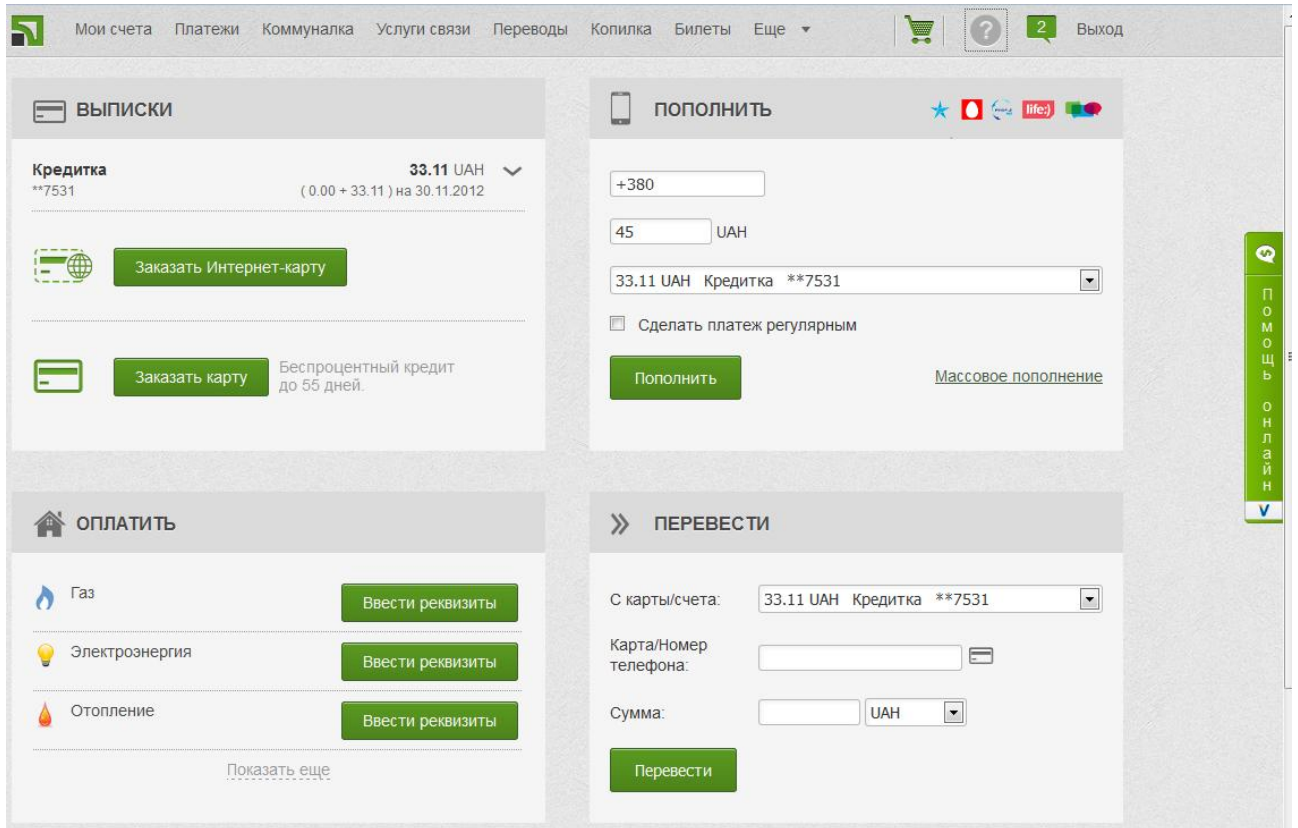 Мои счета Платежи Коммуналка Услуги связи Переводы Копилка Билеты Еще 2 Выход
ВЫПИСКИ
Кредитка 33.11 UAH
**7531 ( 0.00 + 33.11 ) на 30.11.2012
Заказать Интернет-карту
Заказать карту
Беспроцентный кредит
до 55 дней.
ПОПОЛНИТЬ
life:)
+380
45 UAH
33.11 UAH Кредитка **7531
Сделать платеж регулярным
Пополнить Массовое пополнение
Помощь онлайн
ОПЛАТИТЬ
Газ Ввести реквизиты
Электроэнергия Ввести реквизиты
Отопление Ввести реквизиты
Показать еще
ПЕРЕВЕСТИ
С карты/счета: 33.11 UAH Кредитка **7531
Карта/Номер
телефона:
Сумма: UAH
Перевести